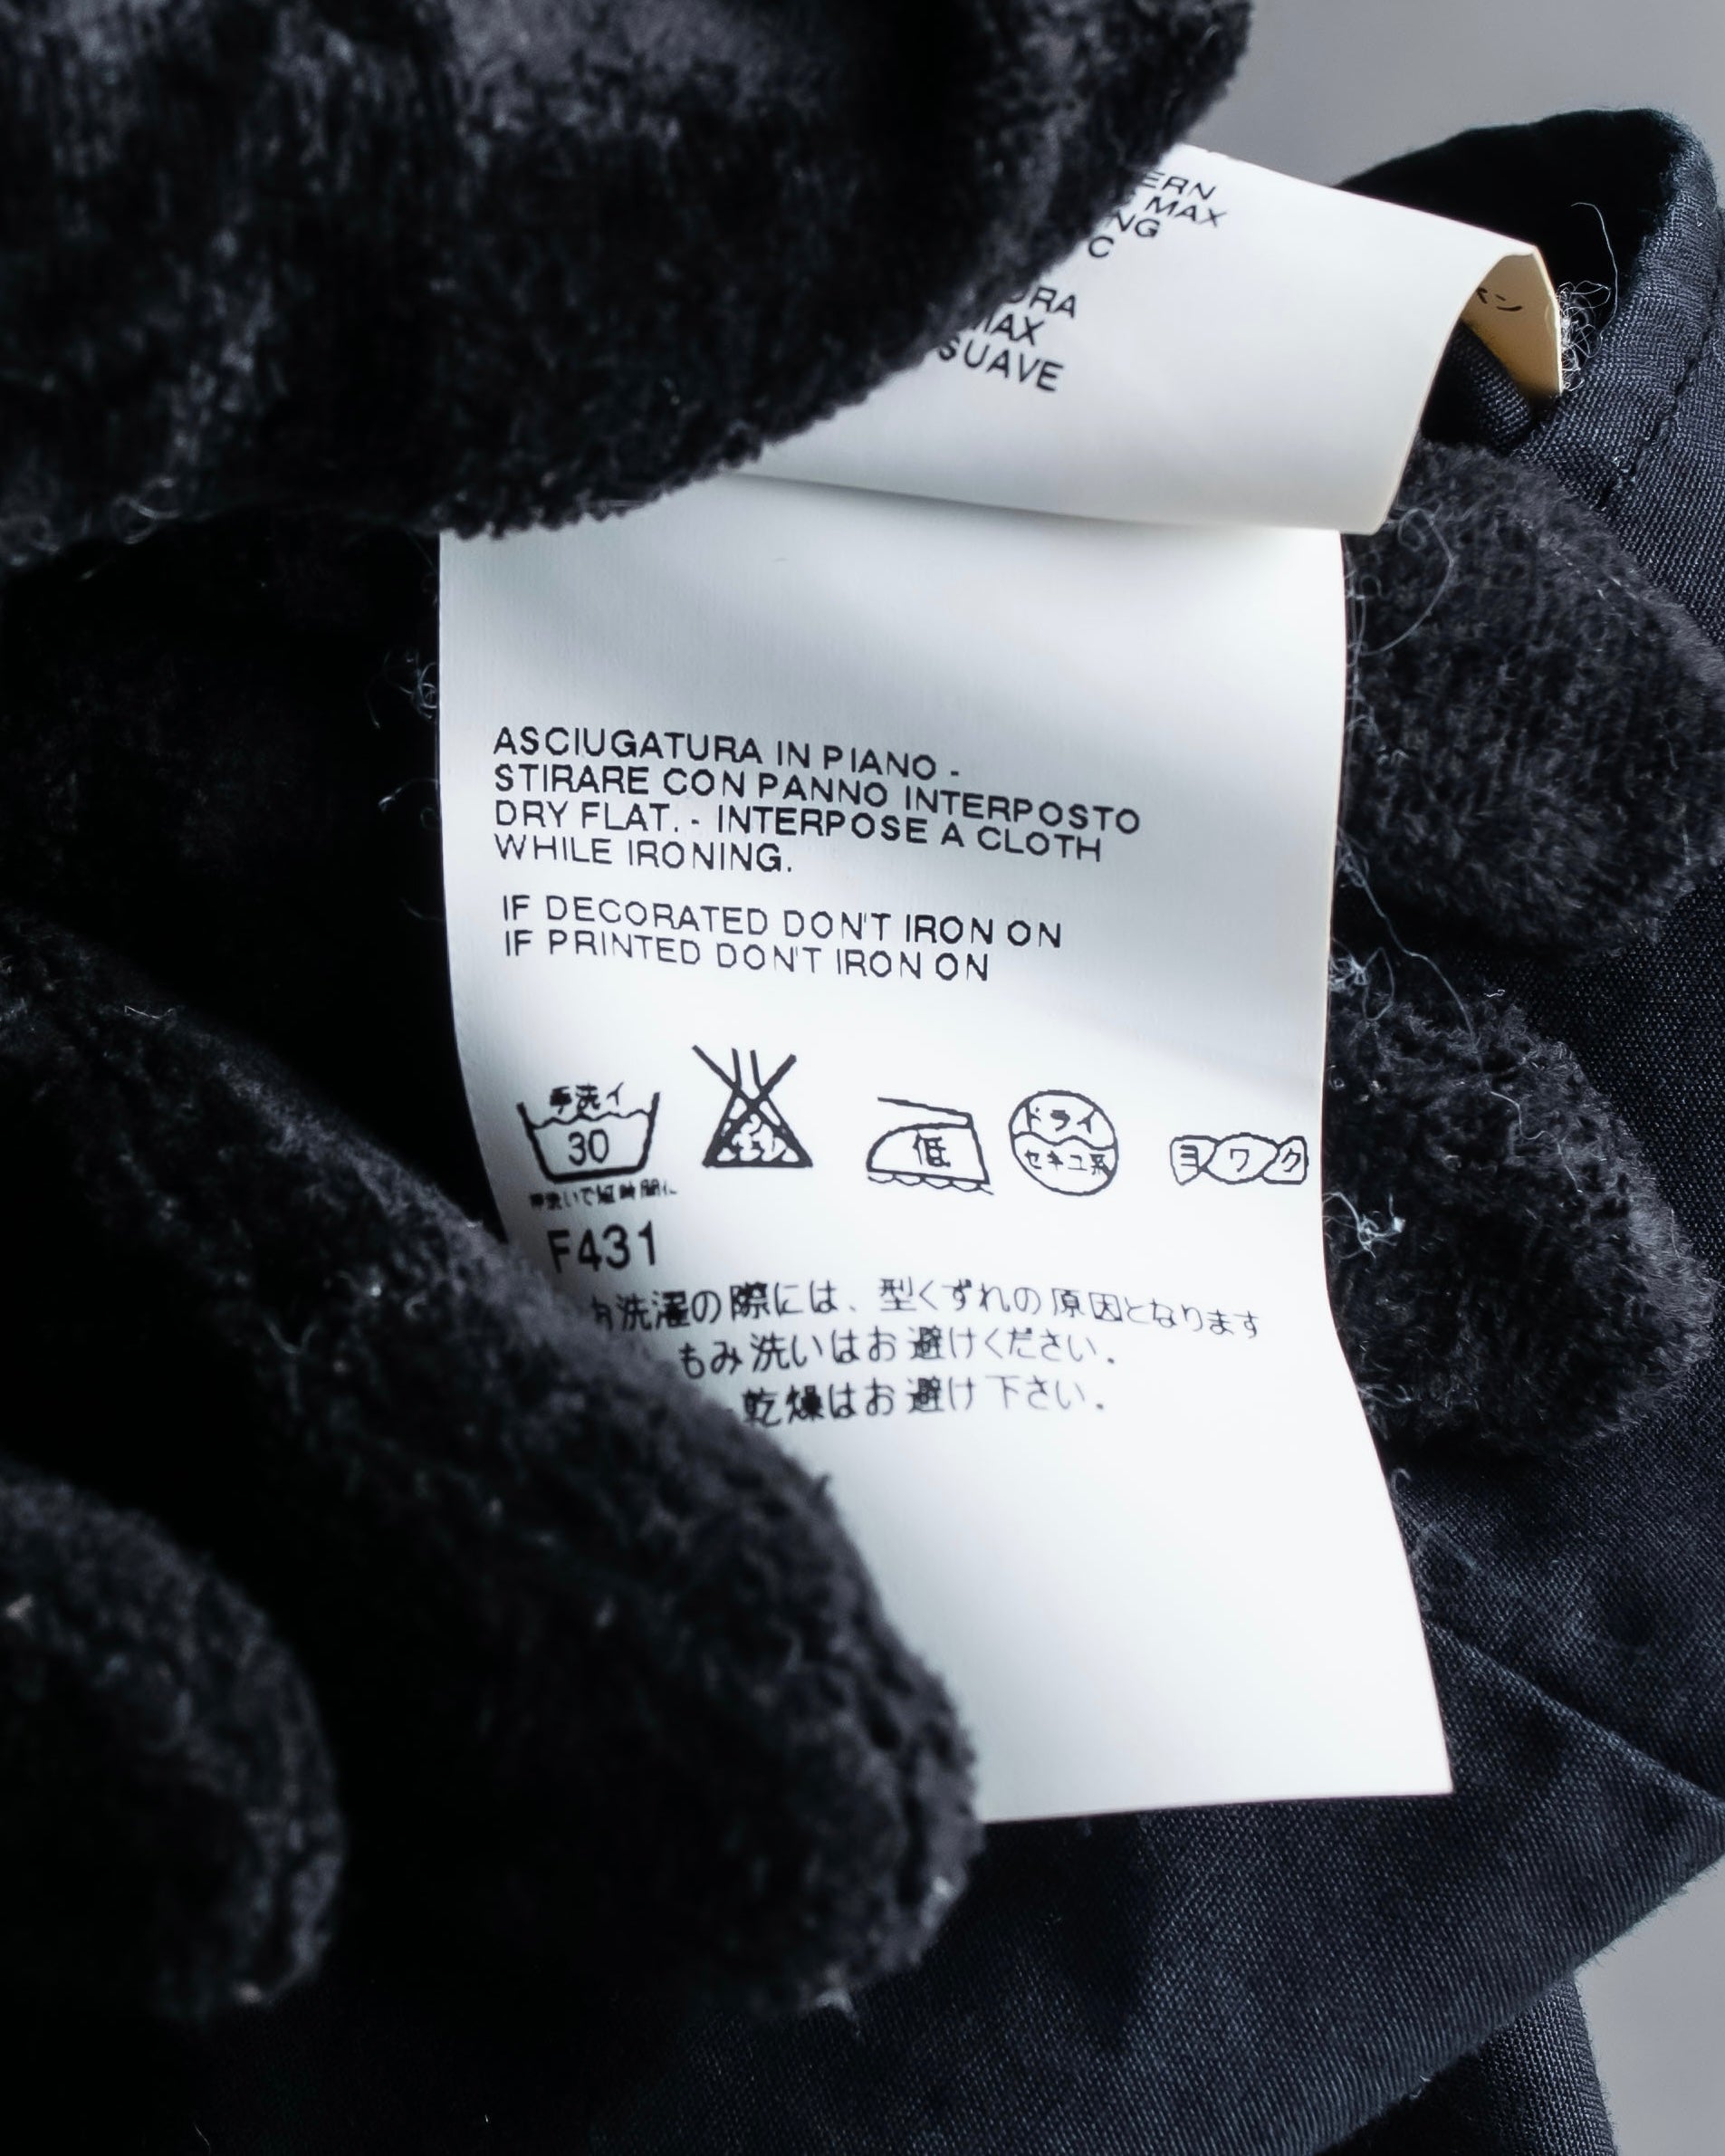 MAX
C
SUAVE
ASCIUGATURA IN PIANO -
STIRARE CON PANNO INTERPOSTO
DRY FLAT. - INTERPOSE A CLOTH
WHILE IRONING.
IF DECORATED DON'T IRON ON
IF PRINTED DON'T IRON ON
手洗イ
30
エンソ
低
ドライ
セキユ系
ヨワク
F431
洗濯の際には、型くずれの原因となります
もみ洗いはお避けください.
乾燥はお避け下さい.